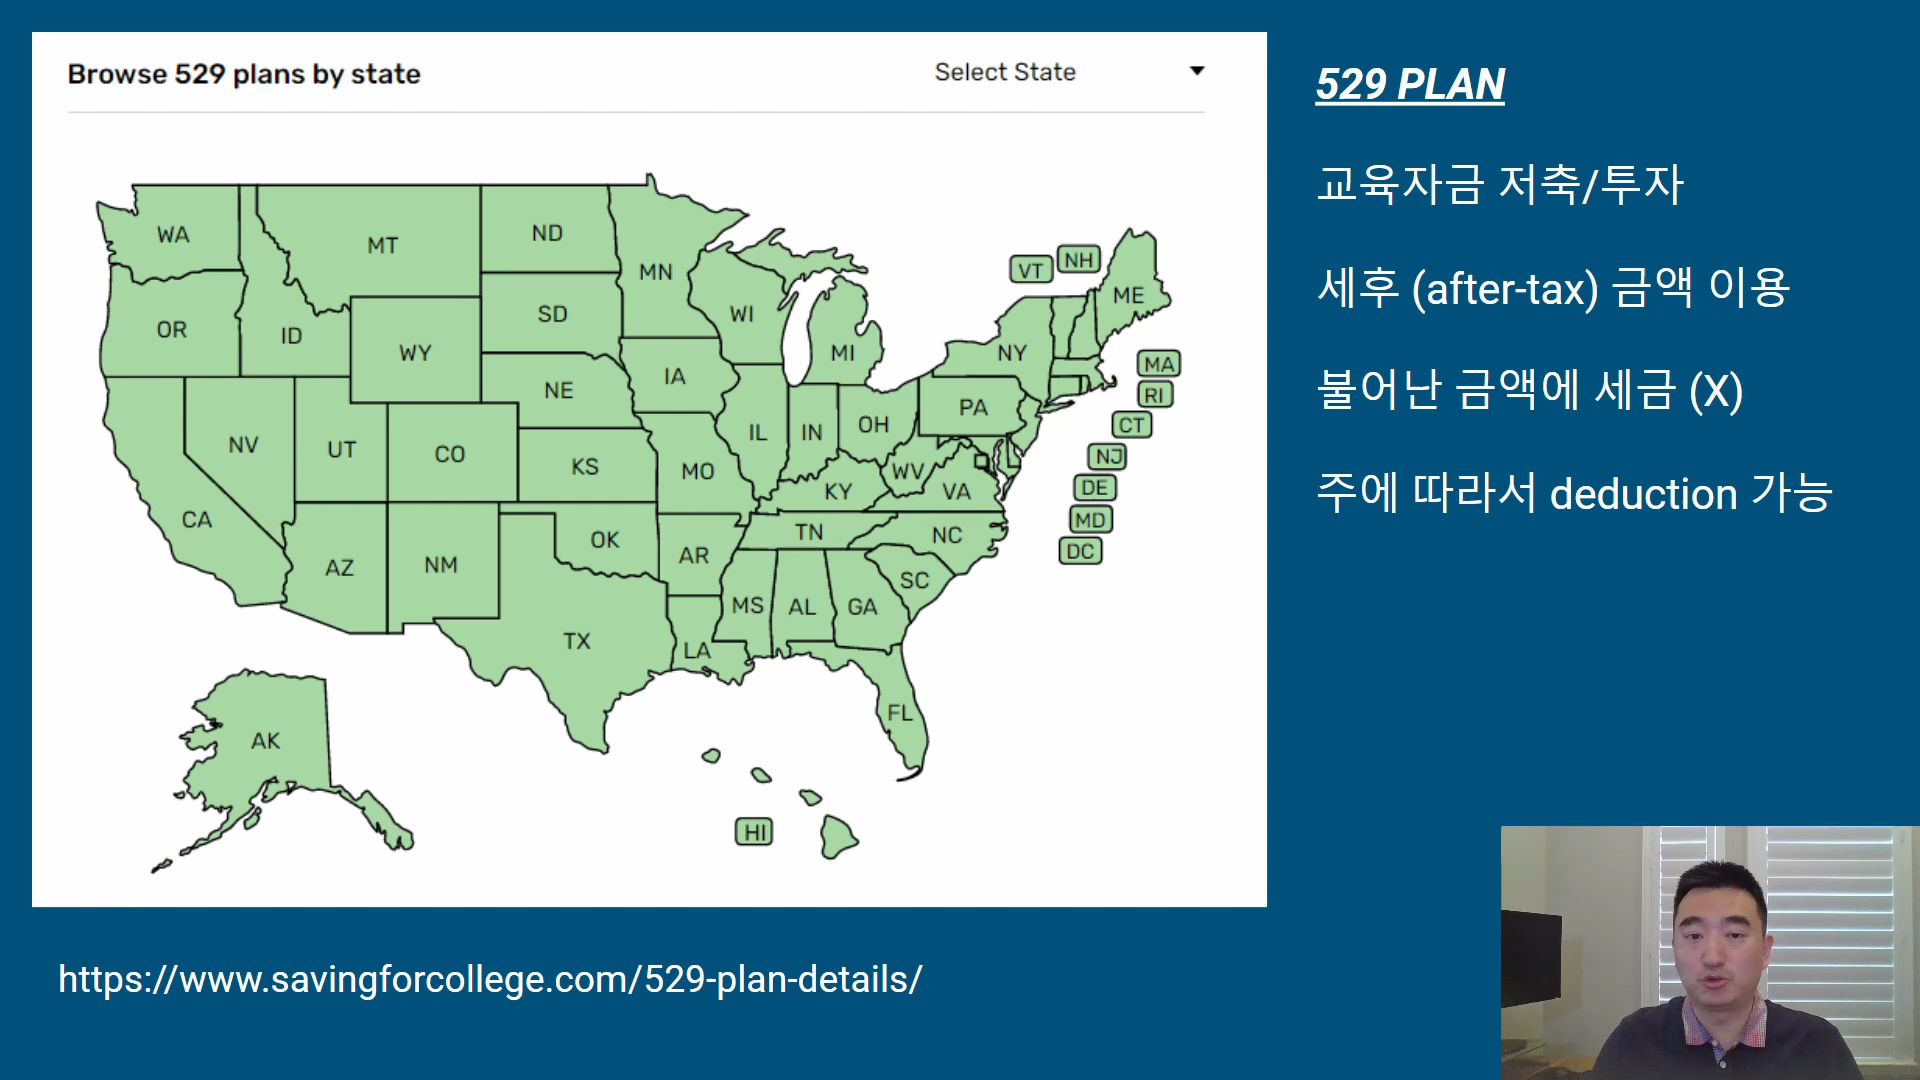 Browse 529 plans by state
Select State
529 PLAN
교육자금 저축/투자
세후 (after-tax) 금액 이용
불어난 금액에 세금 (X)
주에 따라서 deduction 가능
WA
MT
ND
MN
VT
NH
ME
OR
ID
WY
SD
WI
MI
NY
MA
RI
CT
NJ
DE
MD
DC
NV
UT
CO
NE
IA
IL
IN
OH
PA
KS
MO
KY
WV
VA
CA
AZ
NM
OK
AR
TN
NC
SC
MS
AL
GA
TX
LA
FL
AK
HI
https://www.savingforcollege.com/529-plan-details/